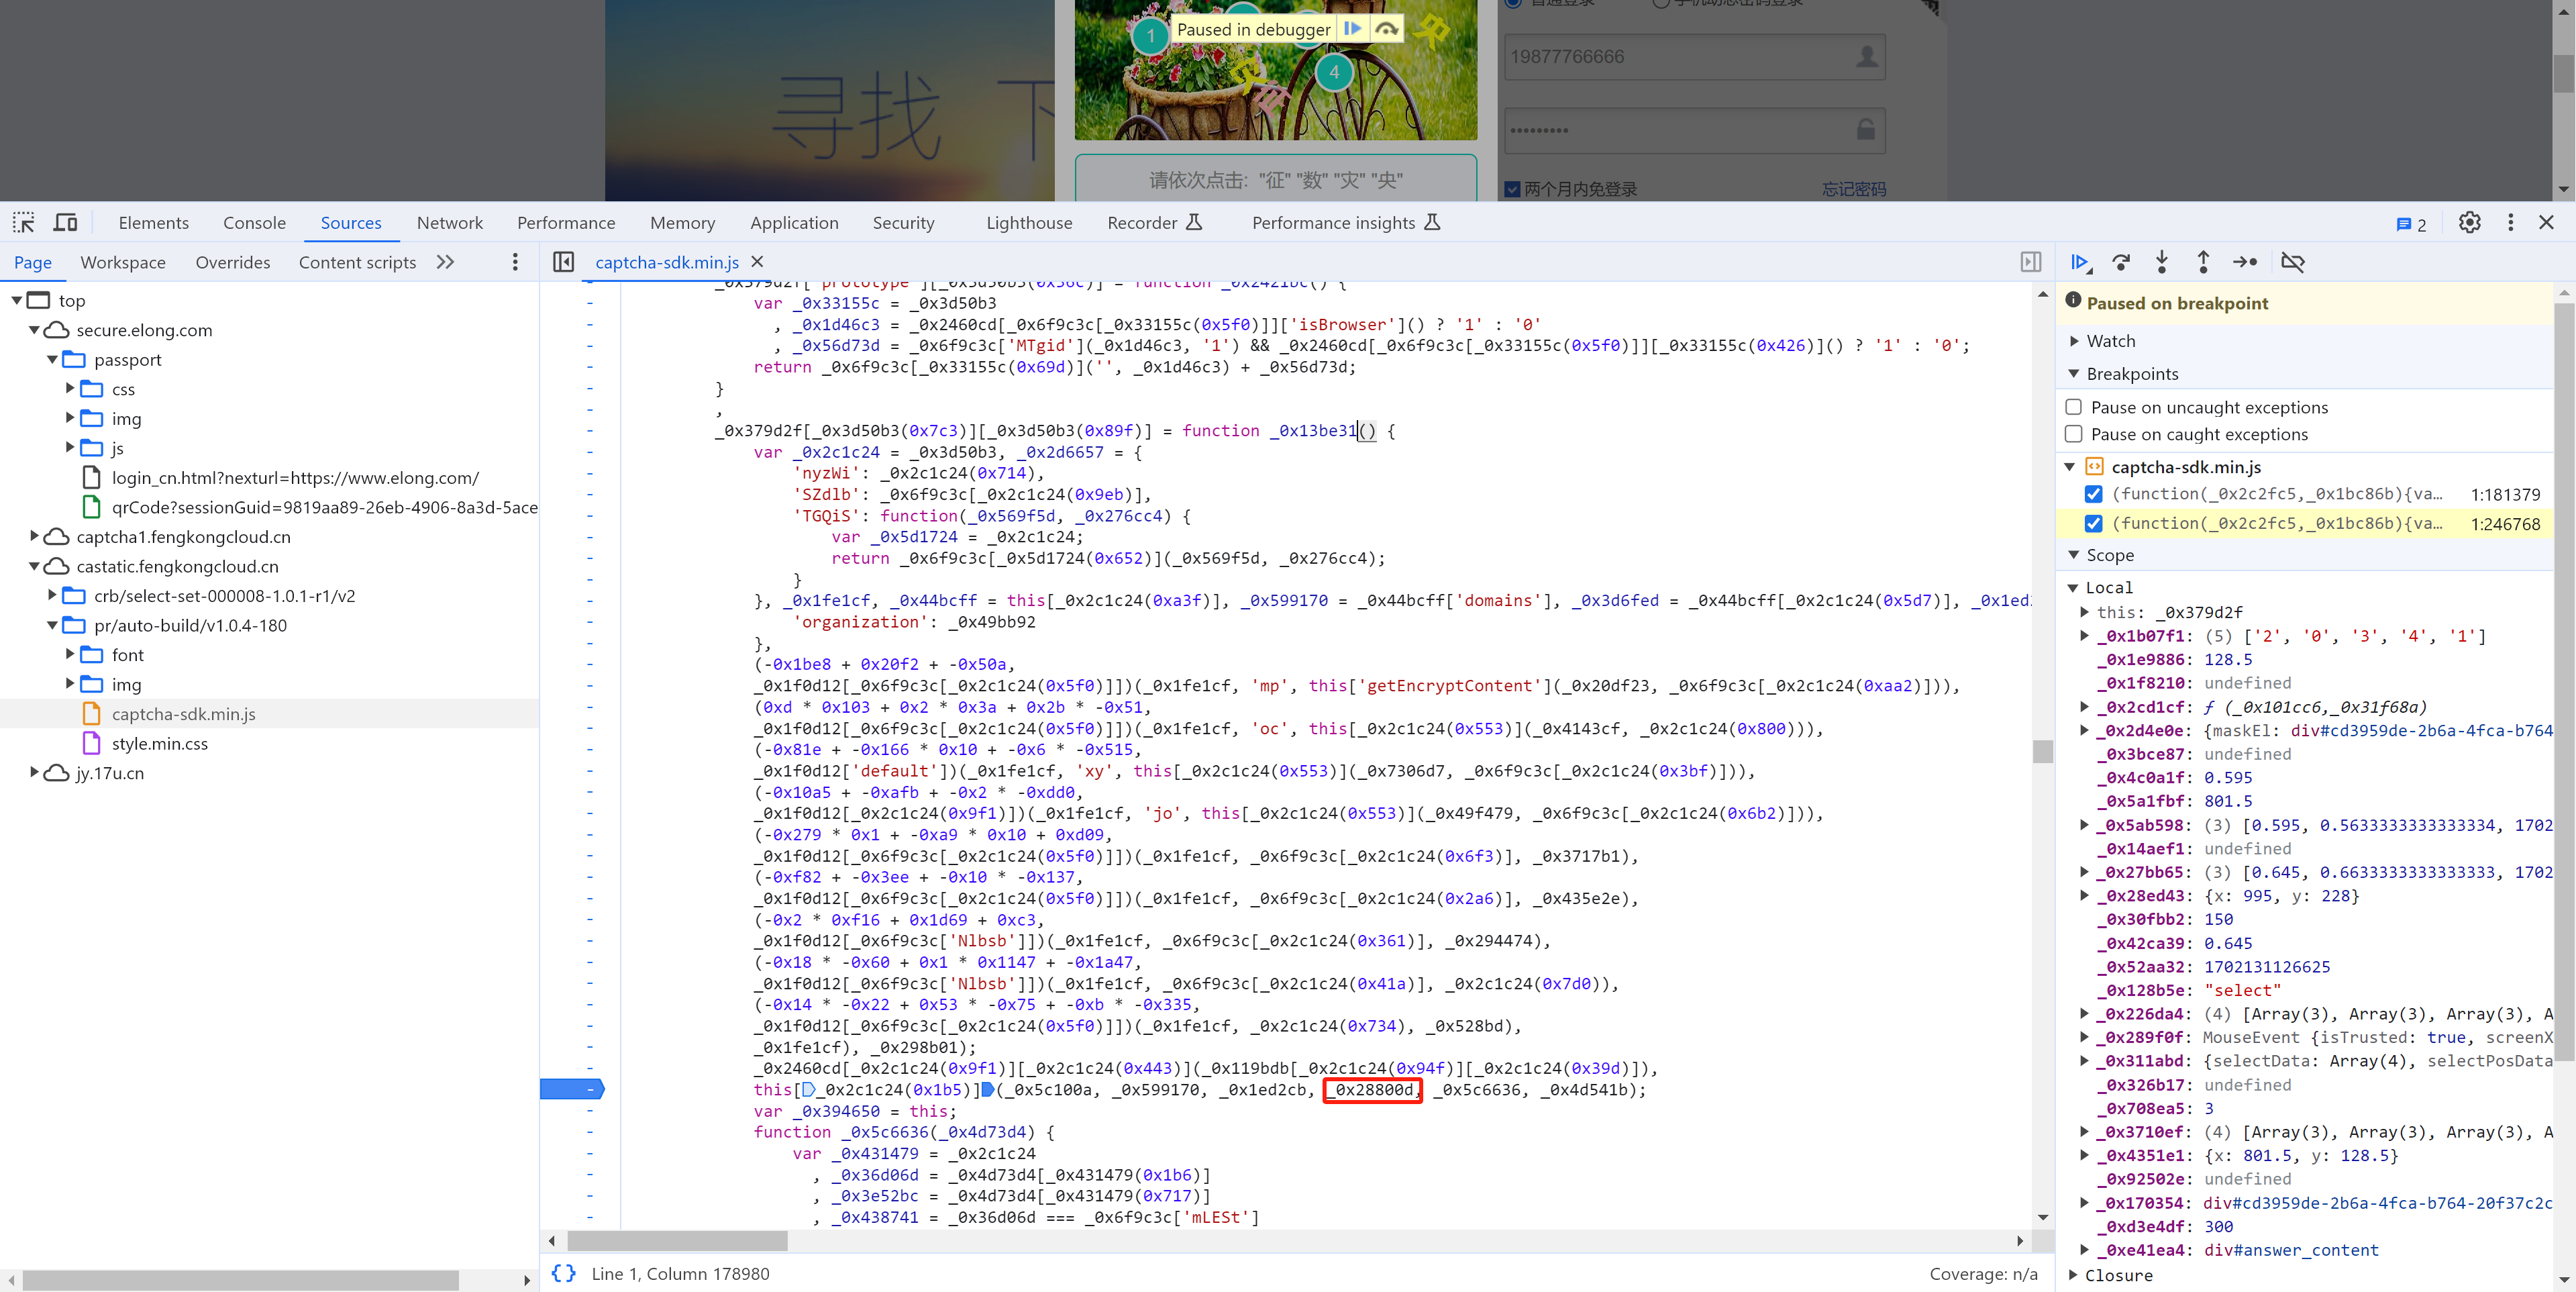 普通登录 手机动态密码登录
1 Paused in debugger
19877766666
4
寻找 下
•••••••••
请依次点击: "征" "数" "灾" "央"
两个月内免登录 忘记密码
Elements Console Sources Network Performance Memory Application Security Lighthouse Recorder Performance insights 2
Page Workspace Overrides Content scripts
captcha-sdk.min.js
top
secure.elong.com
passport
css
img
js
login_cn.html?nexturl=https://www.elong.com/
qrCode?sessionGuid=9819aa89-26eb-4906-8a3d-5ace
captcha1.fengkongcloud.cn
castatic.fengkongcloud.cn
crb/select-set-000008-1.0.1-r1/v2
pr/auto-build/v1.0.4-180
font
img
captcha-sdk.min.js
style.min.css
jy.17u.cn
_0x379d2f['prototype'][_0x3d50b3(0x36c)] = function _0x2421bc() {
var _0x33155c = _0x3d50b3
, _0x1d46c3 = _0x2460cd[_0x6f9c3c[_0x33155c(0x5f0)]]['isBrowser']() ? '1' : '0'
, _0x56d73d = _0x6f9c3c['MTgid'](_0x1d46c3, '1') && _0x2460cd[_0x6f9c3c[_0x33155c(0x5f0)]][_0x33155c(0x426)]() ? '1' : '0';
return _0x6f9c3c[_0x33155c(0x69d)]('', _0x1d46c3) + _0x56d73d;
}
,
_0x379d2f[_0x3d50b3(0x7c3)][_0x3d50b3(0x89f)] = function _0x13be31() {
var _0x2c1c24 = _0x3d50b3, _0x2d6657 = {
'nyzWi': _0x2c1c24(0x714),
'SZdlb': _0x6f9c3c[_0x2c1c24(0x9eb)],
'TGQiS': function(_0x569f5d, _0x276cc4) {
var _0x5d1724 = _0x2c1c24;
return _0x6f9c3c[_0x5d1724(0x652)](_0x569f5d, _0x276cc4);
}
}, _0x1fe1cf, _0x44bcff = this[_0x2c1c24(0xa3f)], _0x599170 = _0x44bcff['domains'], _0x3d6fed = _0x44bcff[_0x2c1c24(0x5d7)], _0x1ed2
'organization': _0x49bb92
},
(-0x1be8 + 0x20f2 + -0x50a,
_0x1f0d12[_0x6f9c3c[_0x2c1c24(0x5f0)]])(_0x1fe1cf, 'mp', this['getEncryptContent'](_0x20df23, _0x6f9c3c[_0x2c1c24(0xaa2)])),
(0xd * 0x103 + 0x2 * 0x3a + 0x2b * -0x51,
_0x1f0d12[_0x6f9c3c[_0x2c1c24(0x5f0)]])(_0x1fe1cf, 'oc', this[_0x2c1c24(0x553)](_0x4143cf, _0x2c1c24(0x800))),
(-0x81e + -0x166 * 0x10 + -0x6 * -0x515,
_0x1f0d12['default'])(_0x1fe1cf, 'xy', this[_0x2c1c24(0x553)](_0x7306d7, _0x6f9c3c[_0x2c1c24(0x3bf)])),
(-0x10a5 + -0xafb + -0x2 * -0xdd0,
_0x1f0d12[_0x2c1c24(0x9f1)])(_0x1fe1cf, 'jo', this[_0x2c1c24(0x553)](_0x49f479, _0x6f9c3c[_0x2c1c24(0x6b2)])),
(-0x279 * 0x1 + -0xa9 * 0x10 + 0xd09,
_0x1f0d12[_0x6f9c3c[_0x2c1c24(0x5f0)]])(_0x1fe1cf, _0x6f9c3c[_0x2c1c24(0x6f3)], _0x3717b1),
(-0xf82 + -0x3ee + -0x10 * -0x137,
_0x1f0d12[_0x6f9c3c[_0x2c1c24(0x5f0)]])(_0x1fe1cf, _0x6f9c3c[_0x2c1c24(0x2a6)], _0x435e2e),
(-0x2 * 0xf16 + 0x1d69 + 0xc3,
_0x1f0d12[_0x6f9c3c['Nlbsb']])(_0x1fe1cf, _0x6f9c3c[_0x2c1c24(0x361)], _0x294474),
(-0x18 * -0x60 + 0x1 * 0x1147 + -0x1a47,
_0x1f0d12[_0x6f9c3c['Nlbsb']])(_0x1fe1cf, _0x6f9c3c[_0x2c1c24(0x41a)], _0x2c1c24(0x7d0)),
(-0x14 * -0x22 + 0x53 * -0x75 + -0xb * -0x335,
_0x1f0d12[_0x6f9c3c[_0x2c1c24(0x5f0)]])(_0x1fe1cf, _0x2c1c24(0x734), _0x528bd),
_0x1fe1cf), _0x298b01);
_0x2460cd[_0x2c1c24(0x9f1)][_0x2c1c24(0x443)](_0x119bdb[_0x2c1c24(0x94f)][_0x2c1c24(0x39d)]),
this[_0x2c1c24(0x1b5)](_0x5c100a, _0x599170, _0x1ed2cb, _0x28800d, _0x5c6636, _0x4d541b);
var _0x394650 = this;
function _0x5c6636(_0x4d73d4) {
var _0x431479 = _0x2c1c24
, _0x36d06d = _0x4d73d4[_0x431479(0x1b6)]
, _0x3e52bc = _0x4d73d4[_0x431479(0x717)]
, _0x438741 = _0x36d06d === _0x6f9c3c['mLESt']
{} Line 1, Column 178980 Coverage: n/a
Paused on breakpoint
Watch
Breakpoints
Pause on uncaught exceptions
Pause on caught exceptions
captcha-sdk.min.js
(function(_0x2c2fc5,_0x1bc86b){va… 1:181379
(function(_0x2c2fc5,_0x1bc86b){va… 1:246768
Scope
Local
this: _0x379d2f
_0x1b07f1: (5) ['2', '0', '3', '4', '1']
_0x1e9886: 128.5
_0x1f8210: undefined
_0x2cd1cf: ƒ (_0x101cc6,_0x31f68a)
_0x2d4e0e: {maskEl: div#cd3959de-2b6a-4fca-b764
_0x3bce87: undefined
_0x4c0a1f: 0.595
_0x5a1fbf: 801.5
_0x5ab598: (3) [0.595, 0.5633333333333334, 1702
_0x14aef1: undefined
_0x27bb65: (3) [0.645, 0.6633333333333333, 1702
_0x28ed43: {x: 995, y: 228}
_0x30fbb2: 150
_0x42ca39: 0.645
_0x52aa32: 1702131126625
_0x128b5e: "select"
_0x226da4: (4) [Array(3), Array(3), Array(3), A
_0x289f0f: MouseEvent {isTrusted: true, screenX
_0x311abd: {selectData: Array(4), selectPosData
_0x326b17: undefined
_0x708ea5: 3
_0x3710ef: (4) [Array(3), Array(3), Array(3), A
_0x4351e1: {x: 801.5, y: 128.5}
_0x92502e: undefined
_0x170354: div#cd3959de-2b6a-4fca-b764-20f37c2c
_0xd3e4df: 300
_0xe41ea4: div#answer_content
Closure